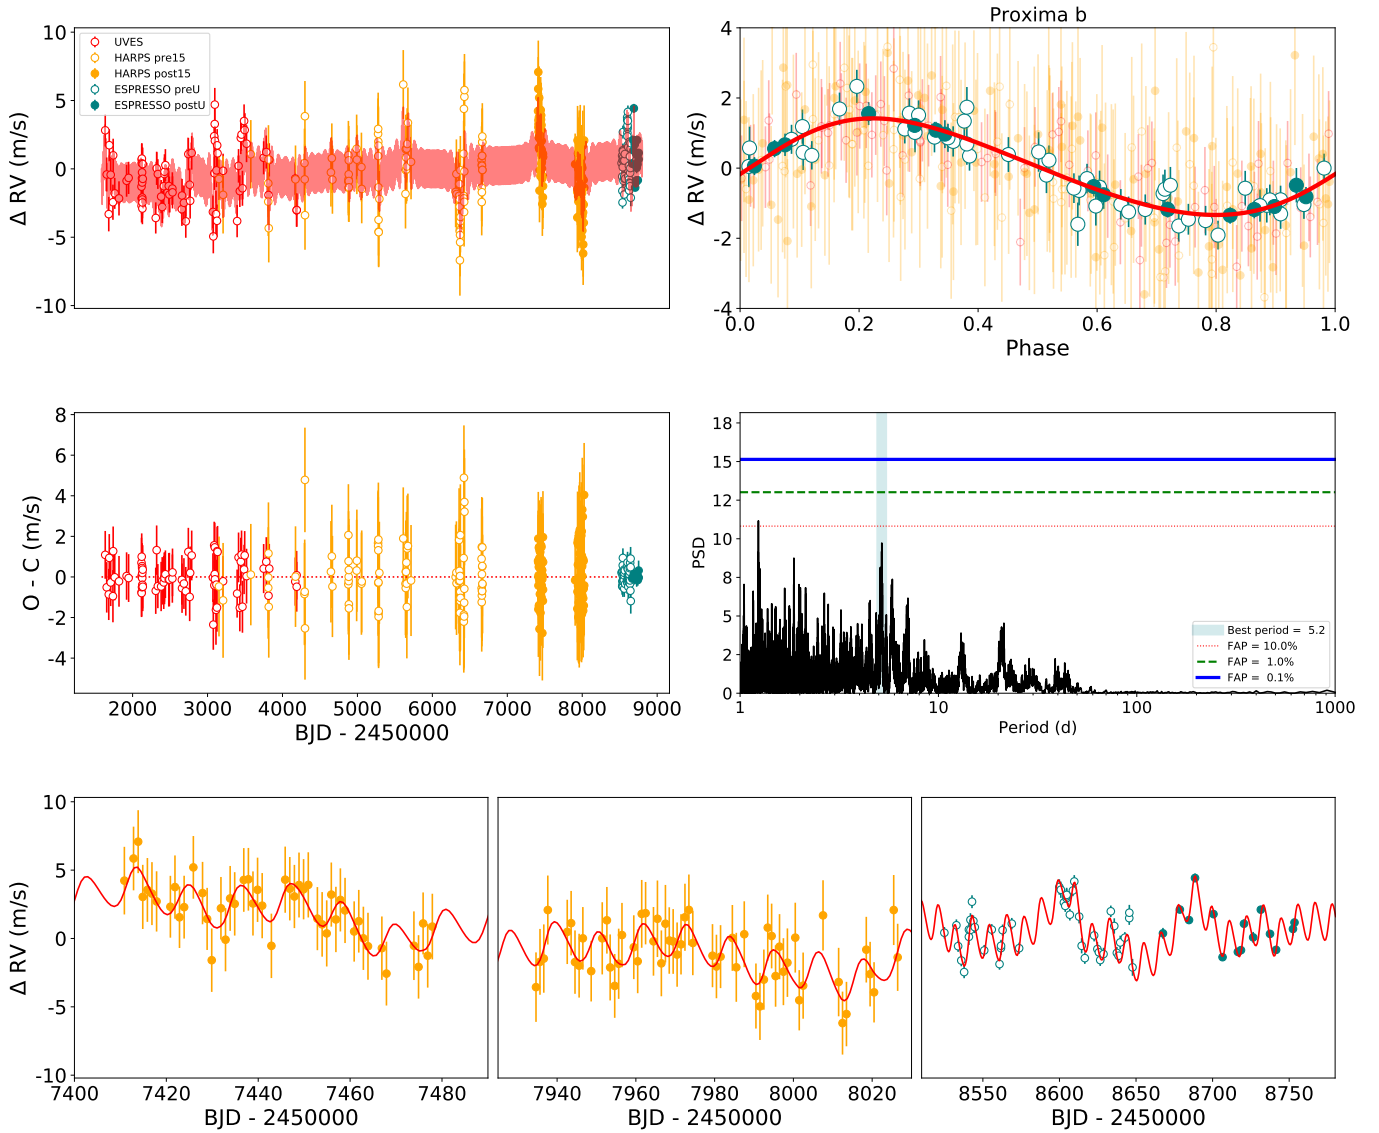 10
5
0
-5
-10
Δ RV (m/s)
UVES
HARPS pre15
HARPS post15
ESPRESSO preU
ESPRESSO postU
Proxima b
4
2
0
-2
-4
Δ RV (m/s)
0.0 0.2 0.4 0.6 0.8 1.0
Phase
8
6
4
2
0
-2
-4
O - C (m/s)
2000 3000 4000 5000 6000 7000 8000 9000
BJD - 2450000
18
15
12
10
8
5
2
0
PSD
Best period = 5.2
FAP = 10.0%
FAP = 1.0%
FAP = 0.1%
1 10 100 1000
Period (d)
10
5
0
-5
-10
Δ RV (m/s)
7400 7420 7440 7460 7480
BJD - 2450000
7940 7960 7980 8000 8020
BJD - 2450000
8550 8600 8650 8700 8750
BJD - 2450000